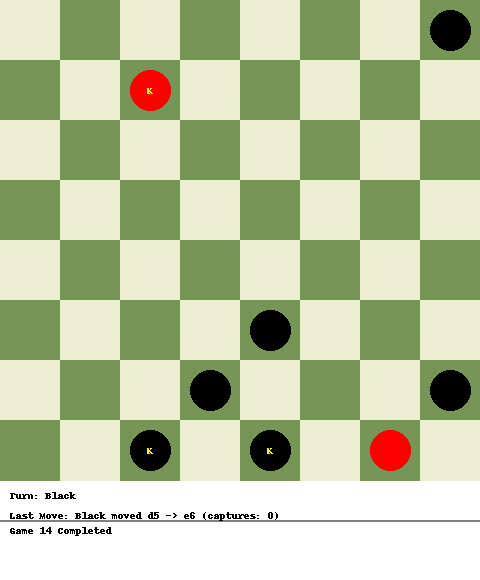 K
K K
Turn: Black
Last Move: Black moved d5 -> e6 (captures: 0)
Game 14 Completed